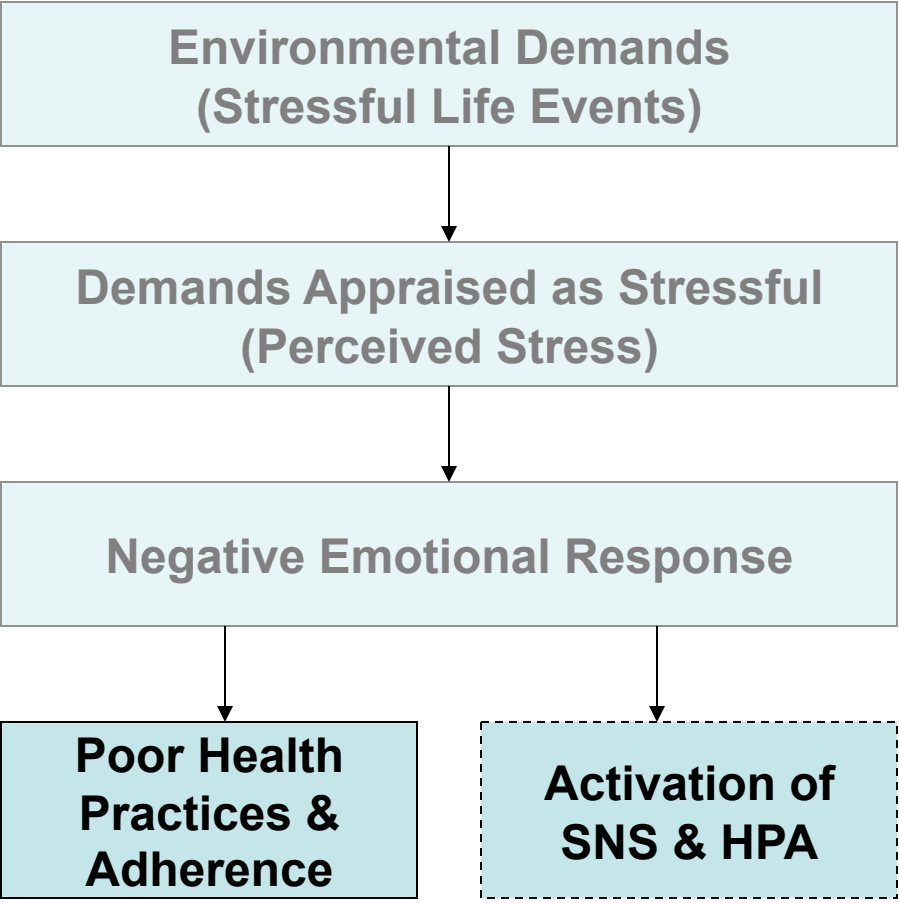 Environmental Demands
(Stressful Life Events)
Demands Appraised as Stressful
(Perceived Stress)
Negative Emotional Response
Poor Health
Practices &
Adherence
Activation of
SNS & HPA